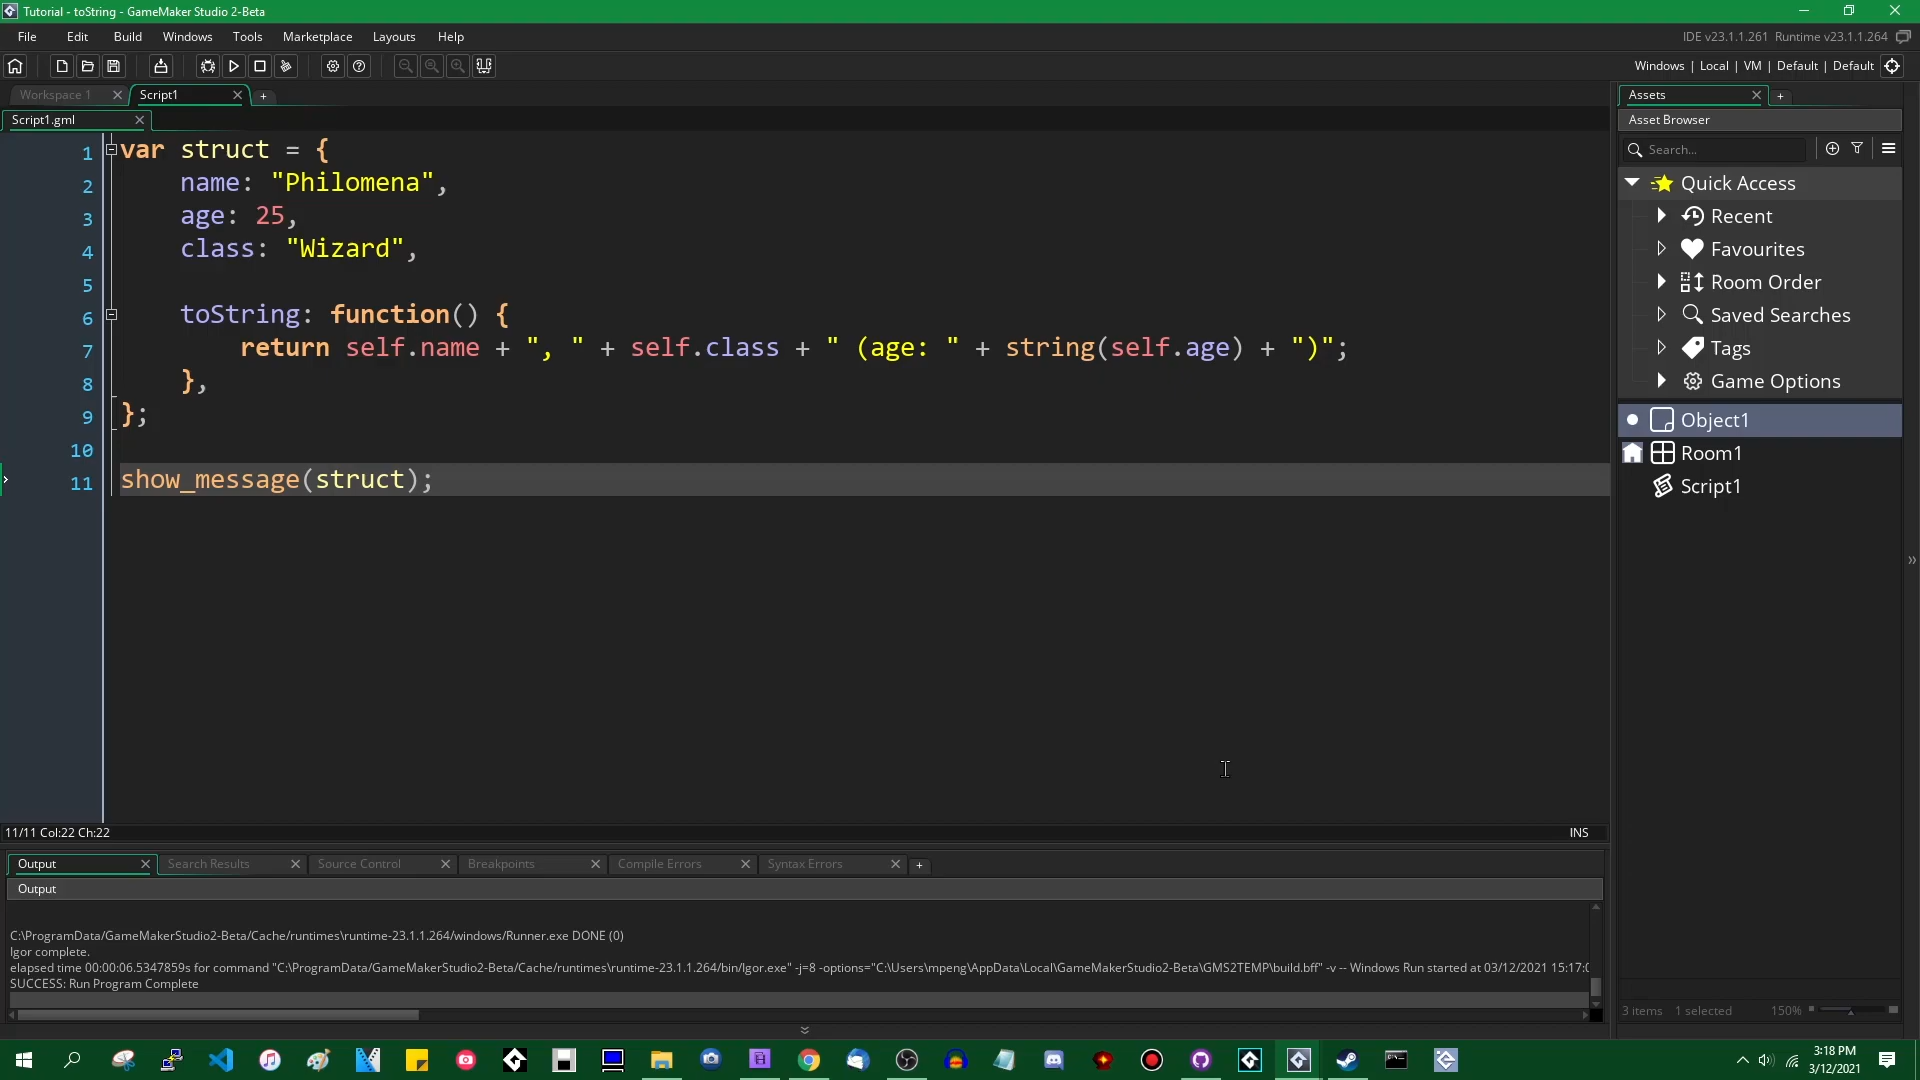 Tutorial - toString - GameMaker Studio 2-Beta
File Edit Build Windows Tools Marketplace Layouts Help
IDE v23.1.1.261 Runtime v23.1.1.264
Windows | Local | VM | Default | Default
Workspace 1 Script1
Script1.gml
1 var struct = {
2 name: "Philomena",
3 age: 25,
4 class: "Wizard",
5
6 toString: function() {
7 return self.name + ", " + self.class + " (age: " + string(self.age) + ")";
8 },
9 };
10
11 show_message(struct);
11/11 Col:22 Ch:22
INS
Assets
Asset Browser
Search...
Quick Access
Recent
Favourites
Room Order
Saved Searches
Tags
Game Options
Object1
Room1
Script1
3 items 1 selected 150%
Output Search Results Source Control Breakpoints Compile Errors Syntax Errors
Output
C:\ProgramData/GameMakerStudio2-Beta/Cache/runtimes\runtime-23.1.1.264/windows/Runner.exe DONE (0)
Igor complete.
elapsed time 00:00:06.5347859s for command "C:\ProgramData/GameMakerStudio2-Beta/Cache/runtimes\runtime-23.1.1.264/bin/Igor.exe" -j=8 -options="C:\Users\mpeng\AppData\Local\GameMakerStudio2-Beta\GMS2TEMP\build.bff" -v -- Windows Run started at 03/12/2021 15:17:0
SUCCESS: Run Program Complete
3:18 PM
3/12/2021